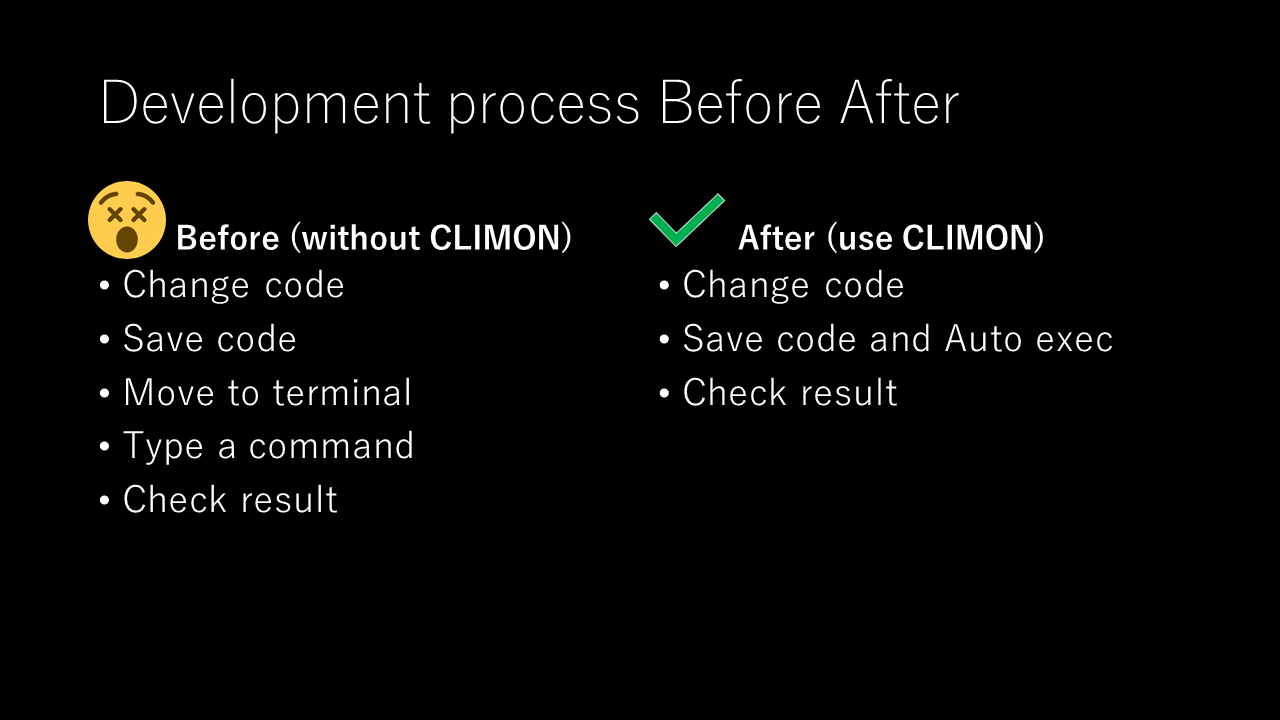 Development process Before After
Before (without CLIMON)
• Change code
• Save code
• Move to terminal
• Type a command
• Check result
After (use CLIMON)
• Change code
• Save code and Auto exec
• Check result